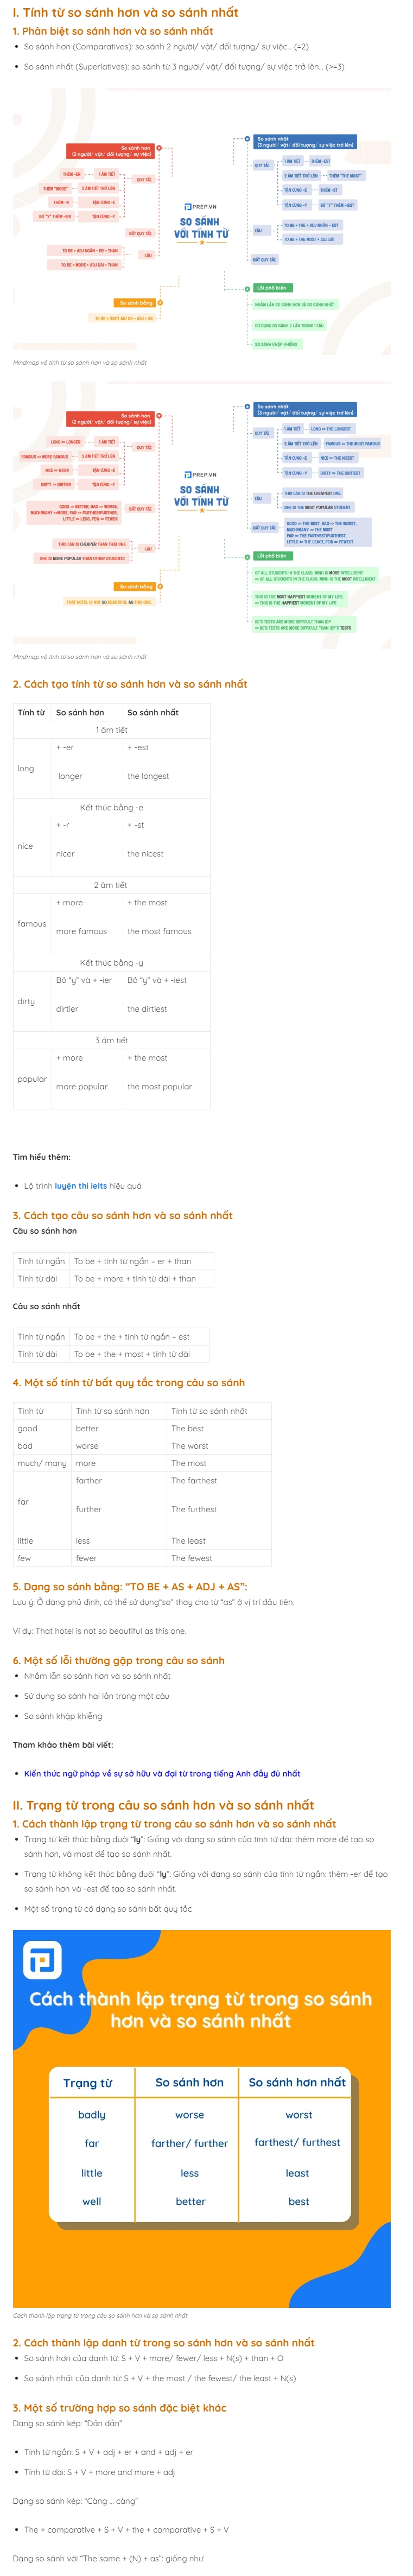 I. Tính từ so sánh hơn và so sánh nhất
1. Phân biệt so sánh hơn và so sánh nhất
So sánh hơn (Comparatives): so sánh 2 người/ vật/ đối tượng/ sự việc... (=2)
So sánh nhất (Superlatives): so sánh từ 3 người/ vật/ đối tượng/ sự việc trở lên... (>=3)
So sánh hơn
(2 người/ vật/ đối tượng/ sự việc)
QUY TẮC
1 ÂM TIẾT
THÊM -ER
2 ÂM TIẾT TRỞ LÊN
THÊM "MORE"
TẬN CÙNG -E
THÊM -R
TẬN CÙNG -Y
BỎ "Y" THÊM -IER
BẤT QUY TẮC
CÂU
TO BE + ADJ NGẮN - ER + THAN
TO BE + MORE + ADJ DÀI + THAN
So sánh bằng
TO BE + (NOT) AS/ SO + ADJ + AS
PREP.VN
SO SÁNH
VỚI TÍNH TỪ
So sánh nhất
(3 người/ vật/ đối tượng/ sự việc trở lên)
QUY TẮC
1 ÂM TIẾT
THÊM -EST
2 ÂM TIẾT TRỞ LÊN
THÊM "THE MOST"
TẬN CÙNG -E
THÊM -ST
TẬN CÙNG -Y
BỎ "Y" THÊM -IEST
CÂU
TO BE + THE + ADJ NGẮN - EST
TO BE + THE MOST + ADJ DÀI
BẤT QUY TẮC
Lỗi phổ biến
NHẦM LẪN SO SÁNH HƠN VÀ SO SÁNH NHẤT
SỬ DỤNG SO SÁNH 2 LẦN TRONG 1 CÂU
SO SÁNH KHẬP KHIỄNG
Mindmap về tính từ so sánh hơn và so sánh nhất
So sánh hơn
(2 người/ vật/ đối tượng/ sự việc)
QUY TẮC
1 ÂM TIẾT
LONG => LONGER
2 ÂM TIẾT TRỞ LÊN
FAMOUS => MORE FAMOUS
TẬN CÙNG -E
NICE => NICER
TẬN CÙNG -Y
DIRTY => DIRTIER
BẤT QUY TẮC
GOOD => BETTER, BAD => WORSE,
MUCH/MANY =>MORE, FAR => FARTHER/FURTHER,
LITTLE => LESS, FEW => FEWER
CÂU
THIS CAR IS CHEAPER THAN THAT ONE
SHE IS MORE POPULAR THAN OTHER STUDENTS
So sánh bằng
THAT HOTEL IS NOT SO BEAUTIFUL AS THIS ONE.
PREP.VN
SO SÁNH
VỚI TÍNH TỪ
So sánh nhất
(3 người/ vật/ đối tượng/ sự việc trở lên)
QUY TẮC
1 ÂM TIẾT
LONG => THE LONGEST
2 ÂM TIẾT TRỞ LÊN
FAMOUS => THE MOST FAMOUS
TẬN CÙNG -E
NICE => THE NICEST
TẬN CÙNG -Y
DIRTY => THE DIRTIEST
CÂU
THIS CAR IS THE CHEAPEST ONE.
SHE IS THE MOST POPULAR STUDENT
BẤT QUY TẮC
GOOD => THE BEST, BAD => THE WORST,
MUCH/MANY => THE MOST
FAR => THE FARTHEST/FURTHEST,
LITTLE => THE LEAST, FEW => FEWEST
Lỗi phổ biến
OF ALL STUDENTS IN THE CLASS, MINH IS MORE INTELLIGENT
=> OF ALL STUDENTS IN THE CLASS, MINH IS THE MOST INTELLIGENT
THIS IS THE MOST HAPPIEST MOMENT OF MY LIFE.
=> THIS IS THE HAPPIEST MOMENT OF MY LIFE
BC'S TESTS ARE MORE DIFFICULT THAN IDP
=> BC'S TESTS ARE MORE DIFFICULT THAN IDP'S TESTS
Mindmap về tính từ so sánh hơn và so sánh nhất
2. Cách tạo tính từ so sánh hơn và so sánh nhất
Tính từ So sánh hơn So sánh nhất
1 âm tiết
+ -er + -est
long
longer the longest
Kết thúc bằng -e
+ -r + -st
nice
nicer the nicest
2 âm tiết
+ more + the most
famous
more famous the most famous
Kết thúc bằng -y
Bỏ "y" và + -ier Bỏ "y" và + -iest
dirty
dirtier the dirtiest
3 âm tiết
+ more + the most
popular
more popular the most popular
Tìm hiểu thêm:
Lộ trình luyện thi ielts hiệu quả
3. Cách tạo câu so sánh hơn và so sánh nhất
Câu so sánh hơn
Tính từ ngắn To be + tính từ ngắn – er + than
Tính từ dài To be + more + tính từ dài + than
Câu so sánh nhất
Tính từ ngắn To be + the + tính từ ngắn – est
Tính từ dài To be + the + most + tính từ dài
4. Một số tính từ bất quy tắc trong câu so sánh
Tính từ Tính từ so sánh hơn Tính từ so sánh nhất
good better The best
bad worse The worst
much/ many more The most
farther The farthest
far
further The furthest
little less The least
few fewer The fewest
5. Dạng so sánh bằng: “TO BE + AS + ADJ + AS”:
Lưu ý: Ở dạng phủ định, có thể sử dụng“so” thay cho từ “as” ở vị trí đầu tiên.
Ví dụ: That hotel is not so beautiful as this one.
6. Một số lỗi thường gặp trong câu so sánh
Nhầm lẫn so sánh hơn và so sánh nhất
Sử dụng so sánh hai lần trong một câu
So sánh khập khiễng
Tham khảo thêm bài viết:
Kiến thức ngữ pháp về sự sở hữu và đại từ trong tiếng Anh đầy đủ nhất
II. Trạng từ trong câu so sánh hơn và so sánh nhất
1. Cách thành lập trạng từ trong câu so sánh hơn và so sánh nhất
Trạng từ kết thúc bằng đuôi “ly”: Giống với dạng so sánh của tính từ dài: thêm more để tạo so
sánh hơn, và most để tạo so sánh nhất.
Trạng từ không kết thúc bằng đuôi “ly”: Giống với dạng so sánh của tính từ ngắn: thêm -er để tạo
so sánh hơn và -est để tạo so sánh nhất.
Một số trạng từ có dạng so sánh bất quy tắc
Cách thành lập trạng từ trong so sánh
hơn và so sánh nhất
Trạng từ So sánh hơn So sánh hơn nhất
badly worse worst
far farther/ further farthest/ furthest
little less least
well better best
Cách thành lập trạng từ trong câu so sánh hơn và so sánh nhất
2. Cách thành lập danh từ trong so sánh hơn và so sánh nhất
So sánh hơn của danh từ: S + V + more/ fewer/ less + N(s) + than + O
So sánh nhất của danh từ: S + V + the most / the fewest/ the least + N(s)
3. Một số trường hợp so sánh đặc biệt khác
Dạng so sánh kép: “Dần dần”
Tính từ ngắn: S + V + adj + er + and + adj + er
Tính từ dài: S + V + more and more + adj
Dạng so sánh kép: “Càng … càng”
The + comparative + S + V + the + comparative + S + V
Dạng so sánh với “The same + (N) + as”: giống như